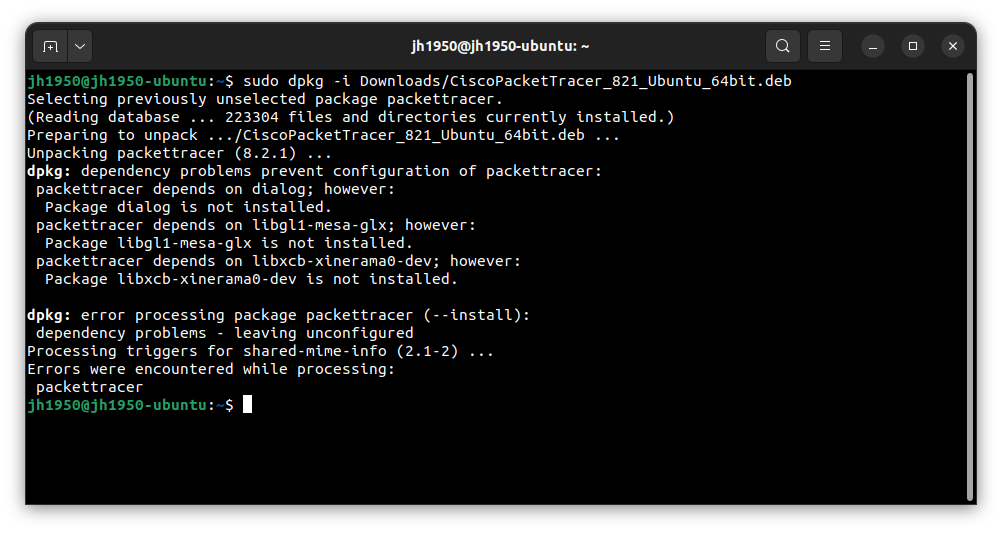 jh1950@jh1950-ubuntu: ~
jh1950@jh1950-ubuntu:~$ sudo dpkg -i Downloads/CiscoPacketTracer_821_Ubuntu_64bit.deb
Selecting previously unselected package packettracer.
(Reading database ... 223304 files and directories currently installed.)
Preparing to unpack .../CiscoPacketTracer_821_Ubuntu_64bit.deb ...
Unpacking packettracer (8.2.1) ...
dpkg: dependency problems prevent configuration of packettracer:
 packettracer depends on dialog; however:
  Package dialog is not installed.
 packettracer depends on libgl1-mesa-glx; however:
  Package libgl1-mesa-glx is not installed.
 packettracer depends on libxcb-xinerama0-dev; however:
  Package libxcb-xinerama0-dev is not installed.

dpkg: error processing package packettracer (--install):
 dependency problems - leaving unconfigured
Processing triggers for shared-mime-info (2.1-2) ...
Errors were encountered while processing:
 packettracer
jh1950@jh1950-ubuntu:~$